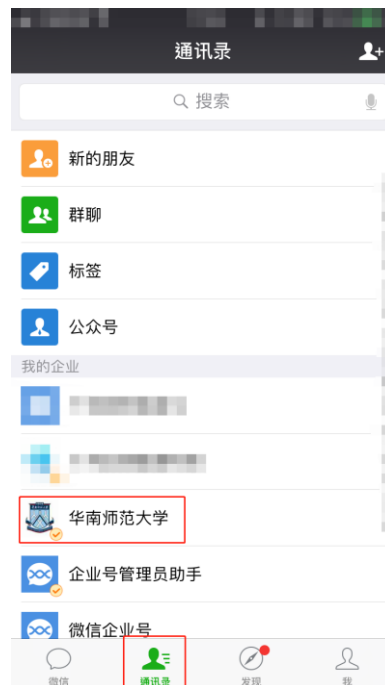 通讯录
搜索
新的朋友
群聊
标签
公众号
我的企业
华南师范大学
企业号管理员助手
微信企业号
微信 通讯录 发现 我